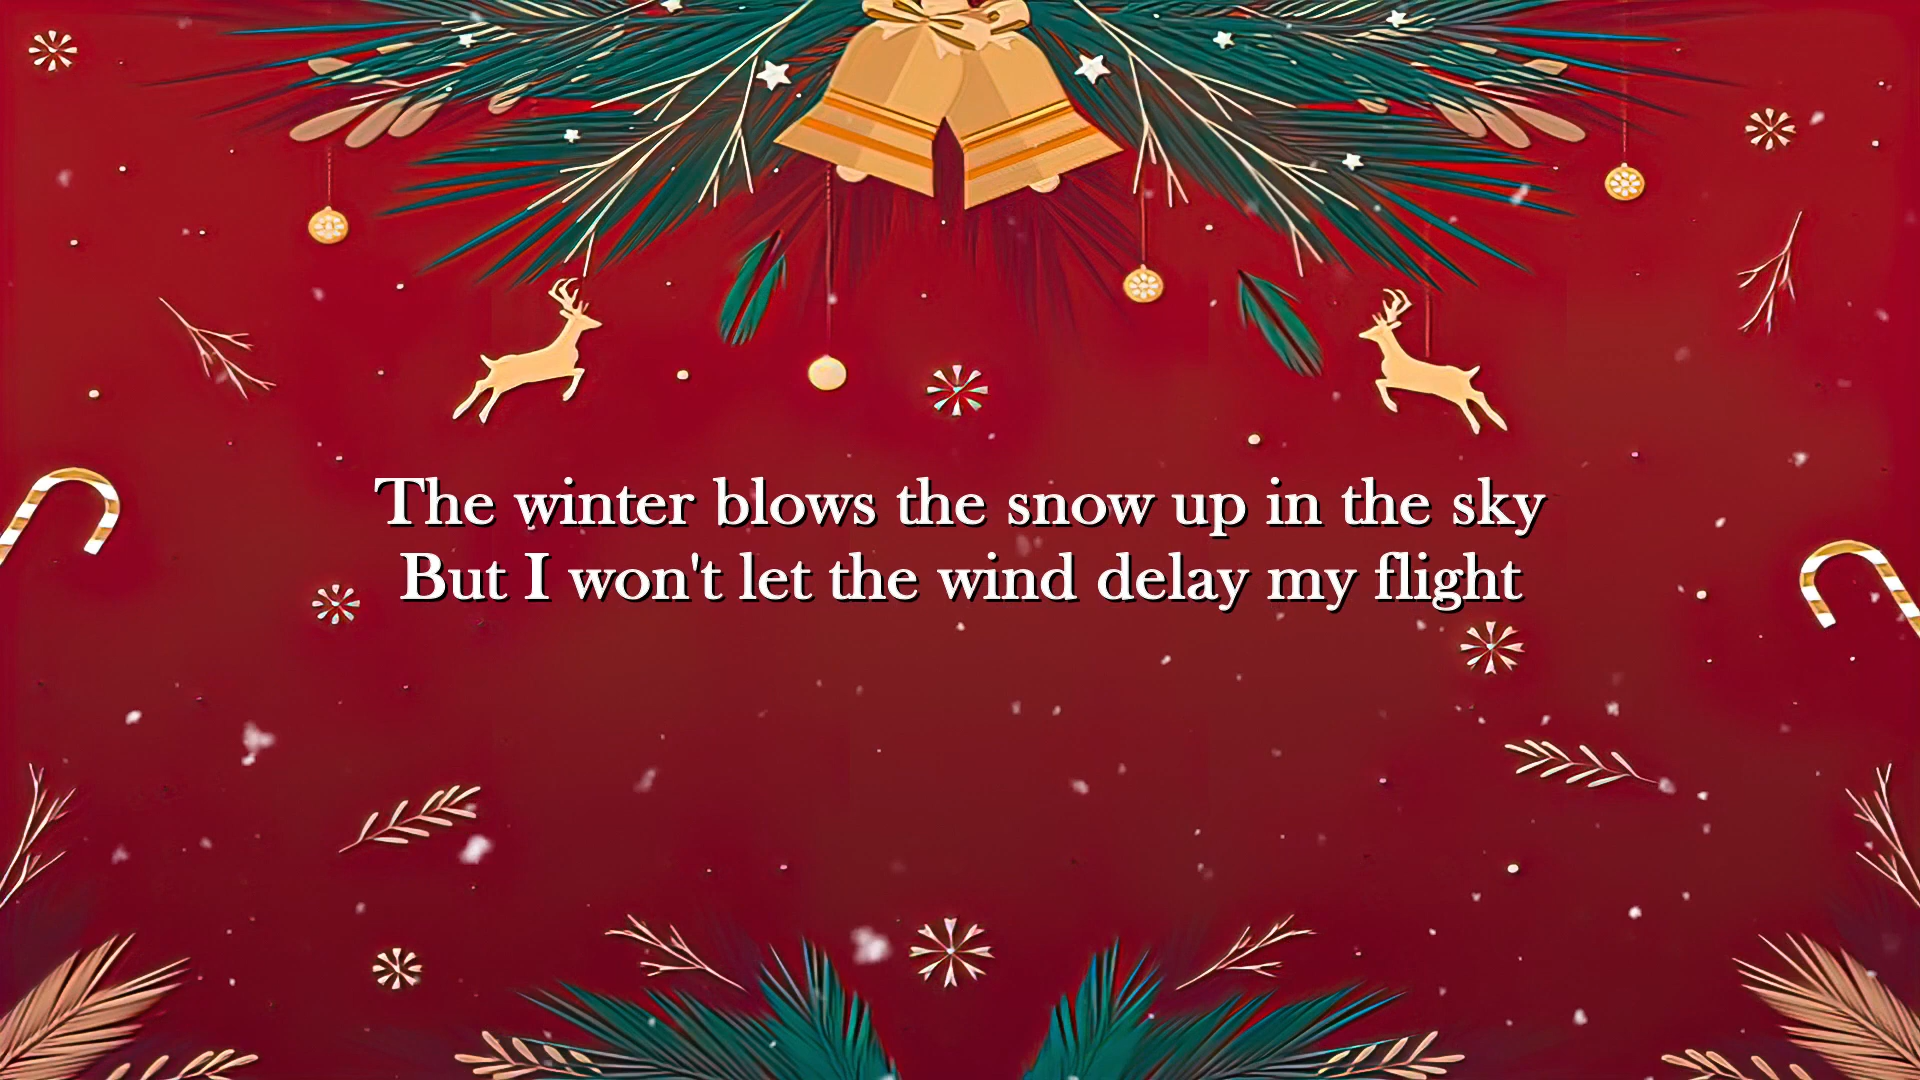 The winter blows the snow up in the sky
But I won't let the wind delay my flight